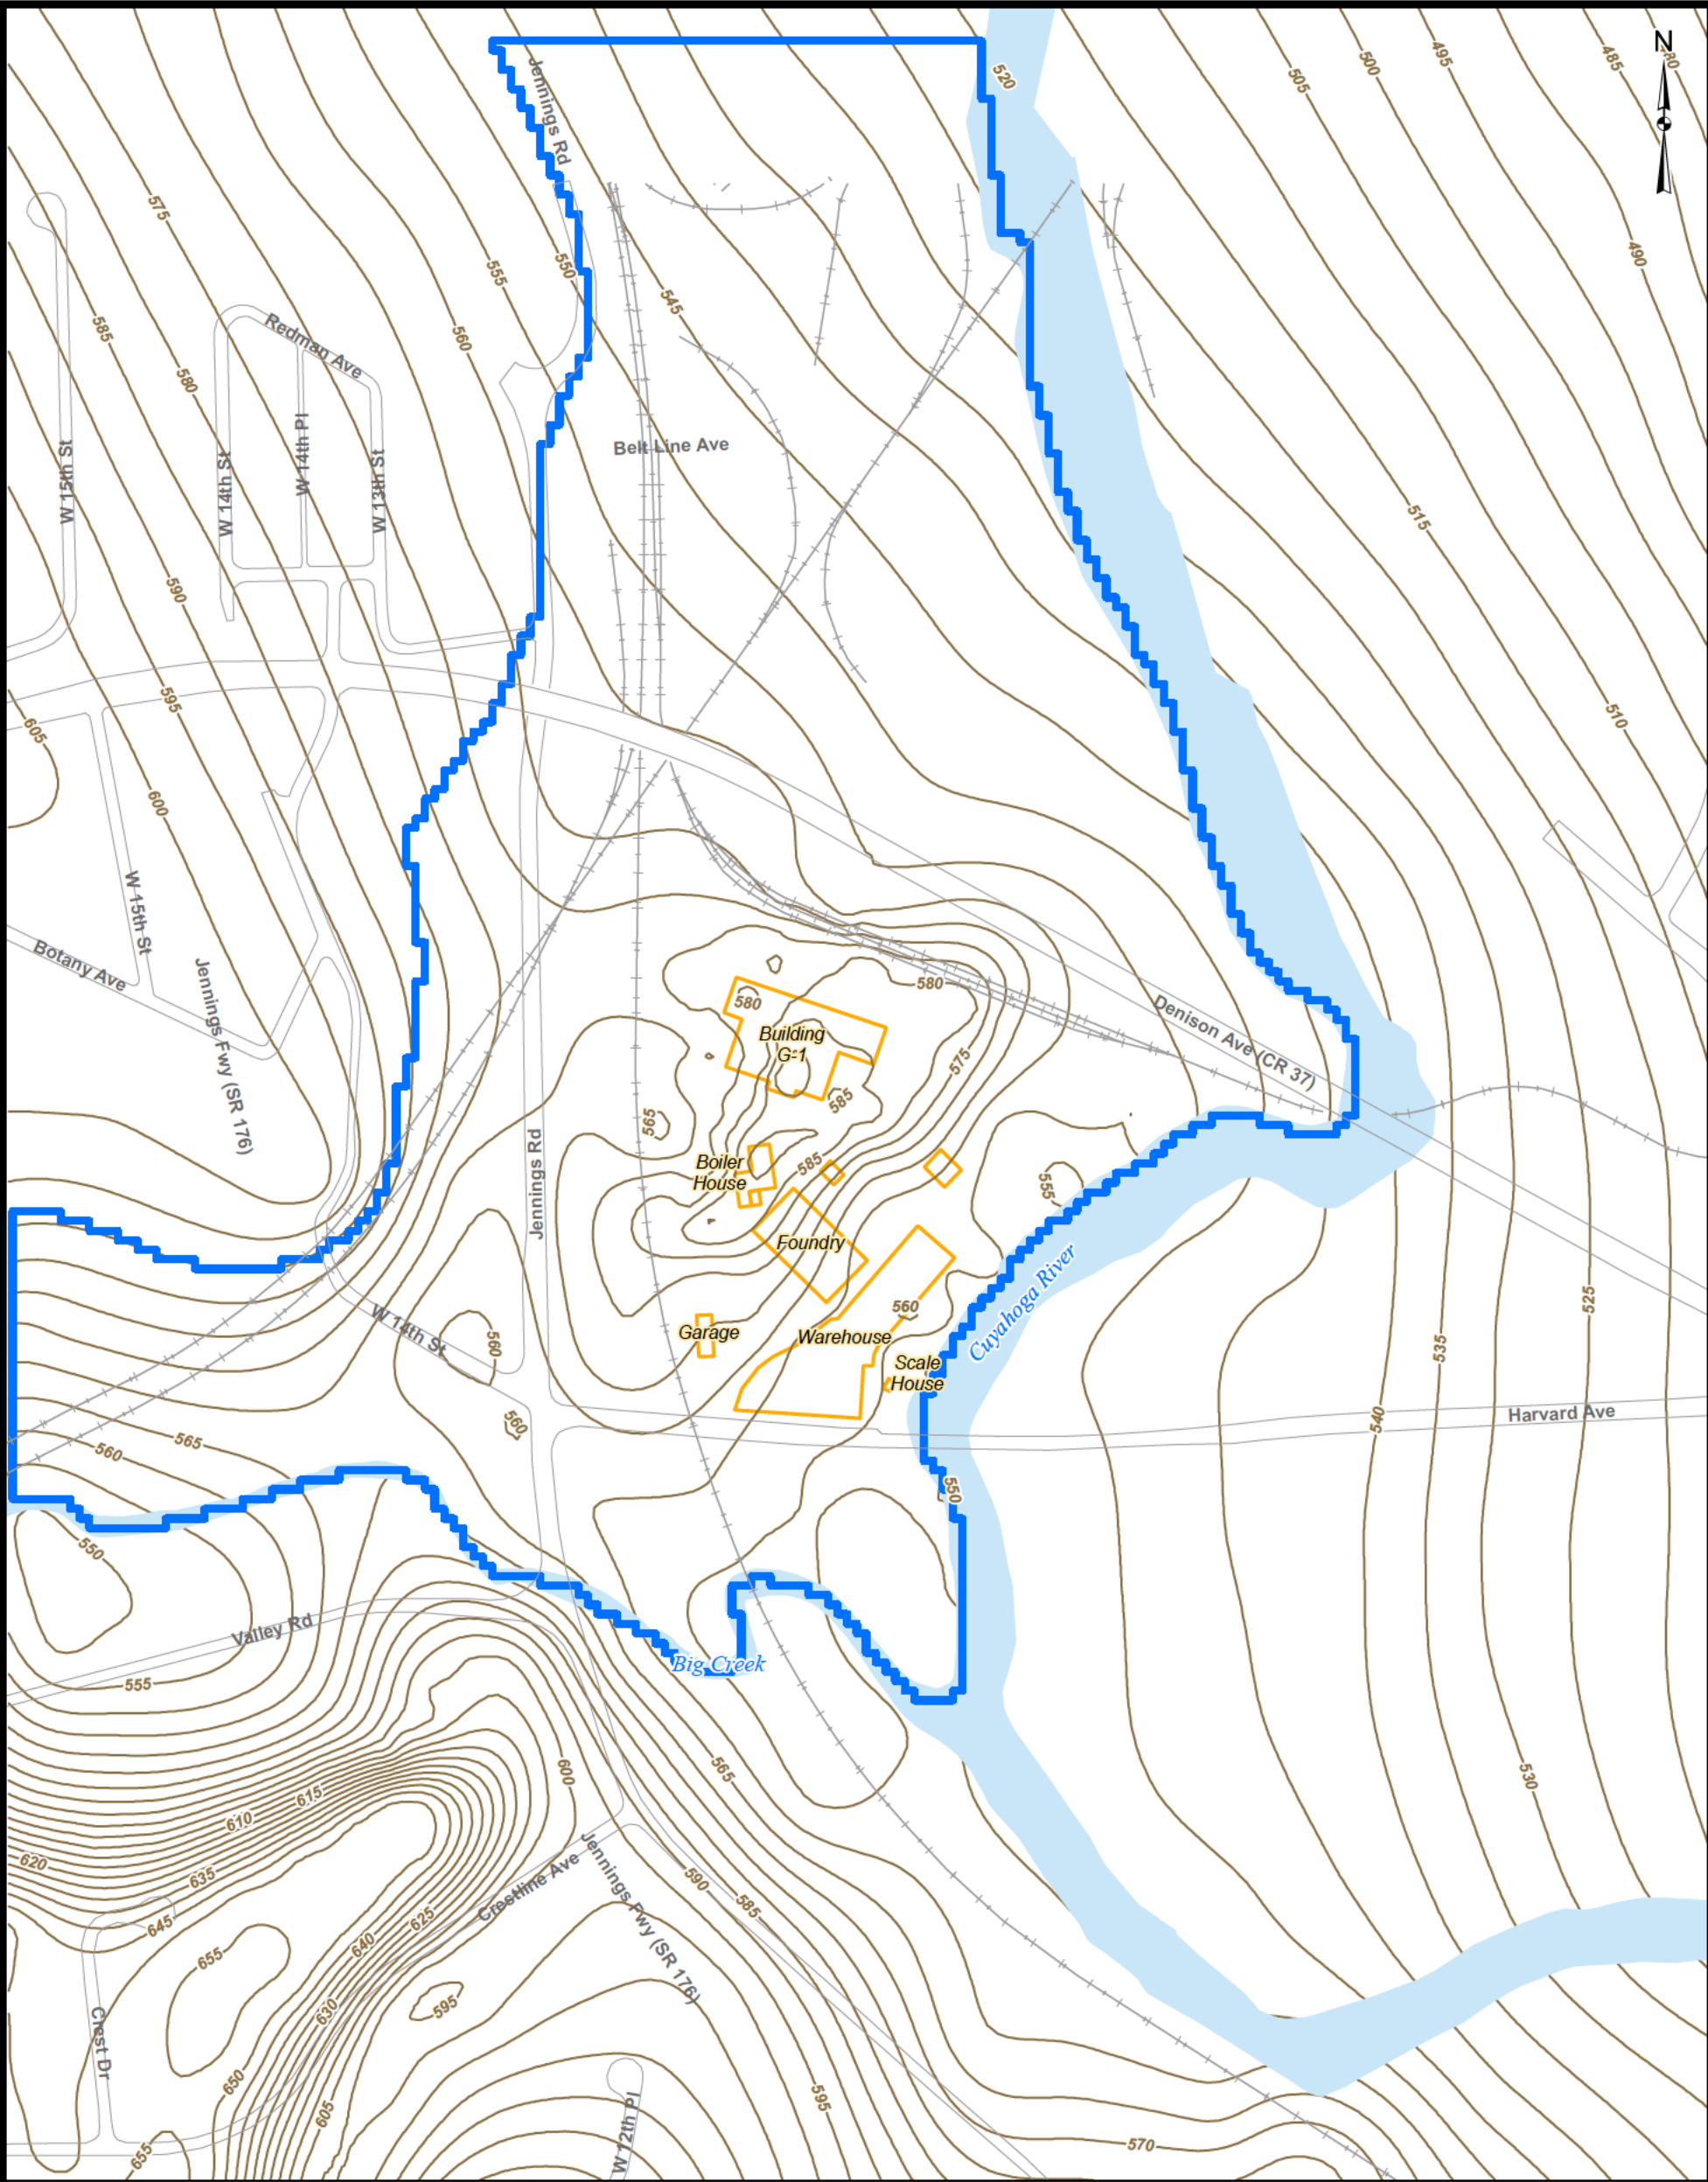 N
520
505
500
495
485
490
Jennings Rd
575
555
550
545
585
580
560
Redman Ave
W 15th St
W 14th St
W 14th Pl
W 13th St
Belt Line Ave
515
590
595
605
600
510
W 15th St
Botany Ave
Jennings Fwy (SR 176)
580
580
Building
G-1
575
585
Denison Ave (CR 37)
565
Boiler
House
585
555
Jennings Rd
Foundry
Cuyahoga River
525
560
W 14th St
560
Garage
Warehouse
535
Scale
House
560
540
Harvard Ave
565
560
550
550
Valley Rd
Big Creek
555
565
600
530
615
610
620
635
590
585
Crestline Ave
Jennings Fwy (SR 176)
645
625
640
655
595
630
Crest Dr
650
605
595
W 12th Pl
570
655